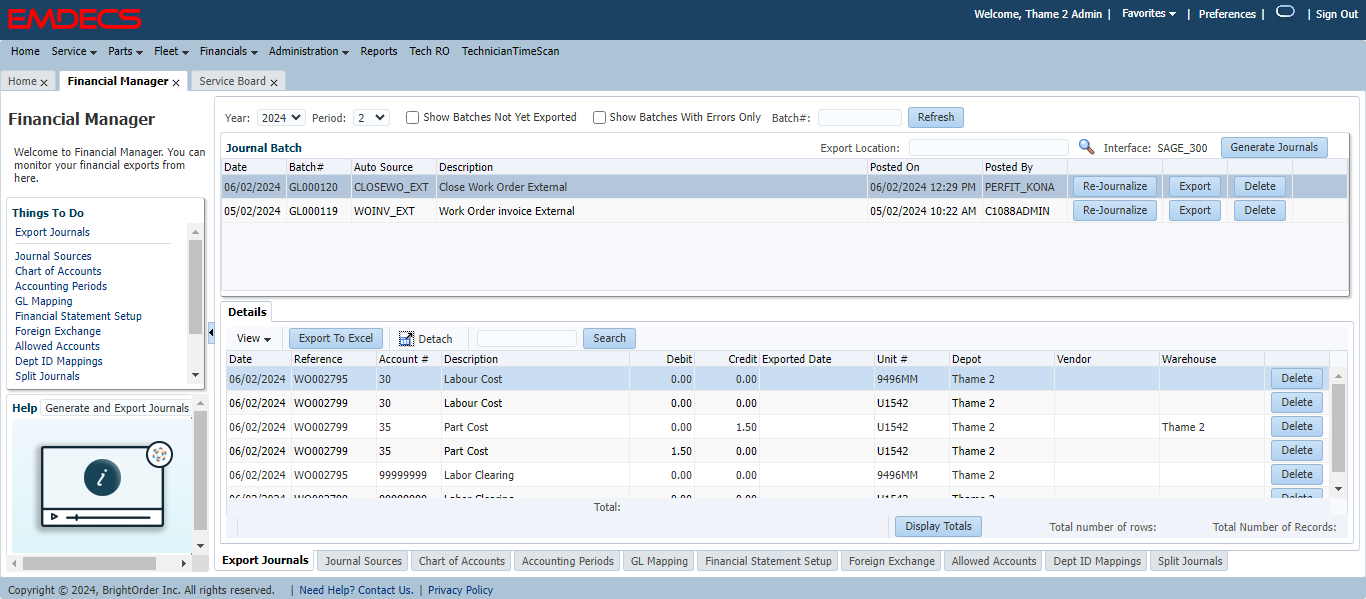 EMDECS
Welcome, Thame 2 Admin | Favorites | Preferences | | Sign Out
Home Service Parts Fleet Financials Administration Reports Tech RO TechnicianTimeScan
Home x Financial Manager x Service Board x
Financial Manager
Welcome to Financial Manager. You can
monitor your financial exports from
here.
Things To Do
Export Journals
Journal Sources
Chart of Accounts
Accounting Periods
GL Mapping
Financial Statement Setup
Foreign Exchange
Allowed Accounts
Dept ID Mappings
Split Journals
Help Generate and Export Journals
i
Year: 2024 Period: 2 Show Batches Not Yet Exported Show Batches With Errors Only Batch#: Refresh
Journal Batch Export Location: Interface: SAGE_300 Generate Journals
Date Batch# Auto Source Description Posted On Posted By
06/02/2024 GL000120 CLOSEWO_EXT Close Work Order External 06/02/2024 12:29 PM PERFIT_KONA Re-Journalize Export Delete
05/02/2024 GL000119 WOINV_EXT Work Order invoice External 05/02/2024 10:22 AM C1088ADMIN Re-Journalize Export Delete
Details
View Export To Excel Detach Search
Date Reference Account # Description Debit Credit Exported Date Unit # Depot Vendor Warehouse
06/02/2024 WO002795 30 Labour Cost 0.00 0.00 9496MM Thame 2 Delete
06/02/2024 WO002799 30 Labour Cost 0.00 0.00 U1542 Thame 2 Delete
06/02/2024 WO002799 35 Part Cost 0.00 1.50 U1542 Thame 2 Thame 2 Delete
06/02/2024 WO002799 35 Part Cost 1.50 0.00 U1542 Thame 2 Delete
06/02/2024 WO002795 99999999 Labor Clearing 0.00 0.00 9496MM Thame 2 Delete
06/02/2024 WO002799 99999999 Labor Clearing 0.00 0.00 U1542 Thame 2 Delete
Total:
Display Totals Total number of rows: Total Number of Records:
Export Journals Journal Sources Chart of Accounts Accounting Periods GL Mapping Financial Statement Setup Foreign Exchange Allowed Accounts Dept ID Mappings Split Journals
Copyright © 2024, BrightOrder Inc. All rights reserved. | Need Help? Contact Us. | Privacy Policy